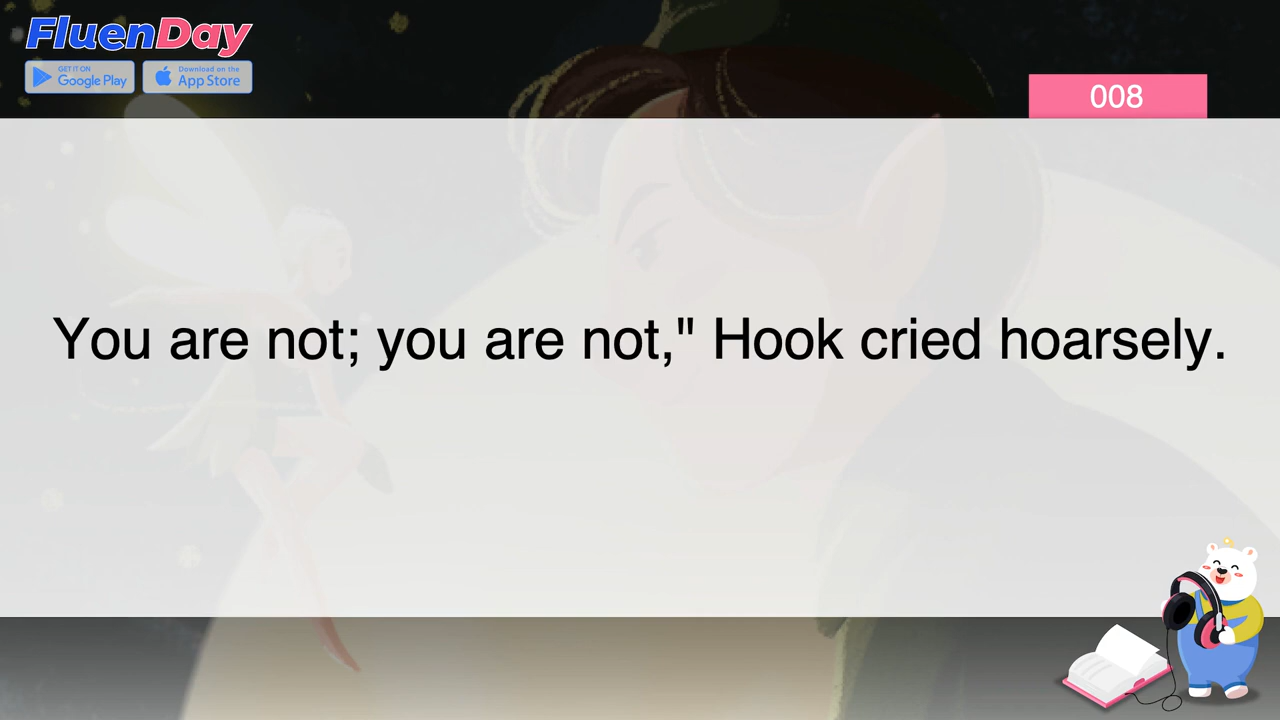 FluenDay
GET IT ON
Google Play
Download on the
App Store
008
You are not; you are not," Hook cried hoarsely.